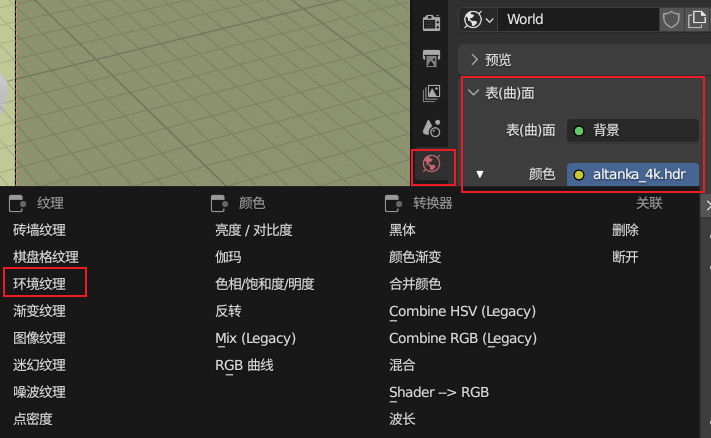 World
预览
表(曲)面
表(曲)面 背景
颜色 altanka_4k.hdr
纹理 颜色 转换器 关联
砖墙纹理 亮度 / 对比度 黑体 删除
棋盘格纹理 伽玛 颜色渐变 断开
环境纹理 色相/饱和度/明度 合并颜色
渐变纹理 反转 Combine HSV (Legacy)
图像纹理 Mix (Legacy) Combine RGB (Legacy)
迷幻纹理 RGB 曲线 混合
噪波纹理 Shader --> RGB
点密度 波长